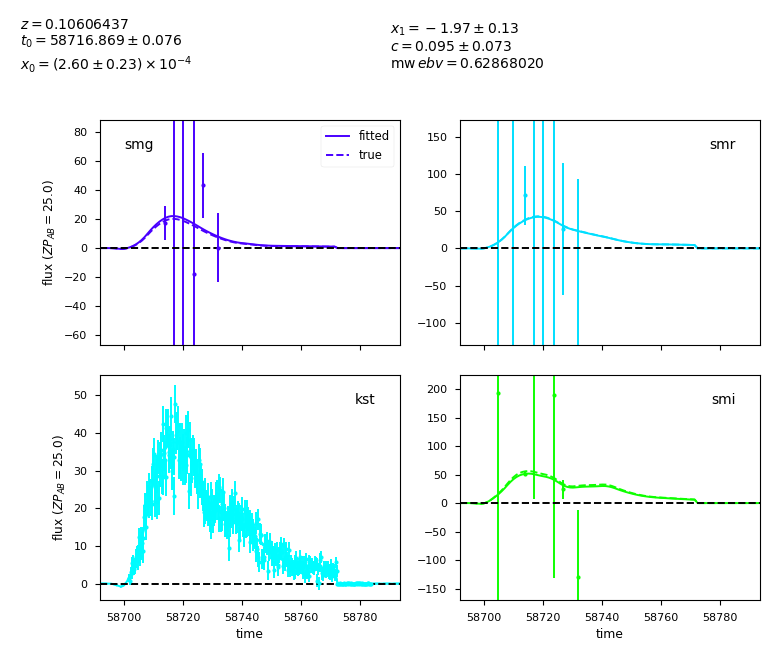 z = 0.10606437
t₀ = 58716.869 ± 0.076
x₀ = (2.60 ± 0.23) × 10⁻⁴
x₁ = −1.97 ± 0.13
c = 0.095 ± 0.073
mw ebv = 0.62868020
smg
fitted
true
80
60
40
20
0
−20
−40
−60
flux (ZP_AB = 25.0)
smr
150
100
50
0
−50
−100
kst
50
40
30
20
10
0
flux (ZP_AB = 25.0)
58700 58720 58740 58760 58780
time
smi
200
150
100
50
0
−50
−100
−150
58700 58720 58740 58760 58780
time